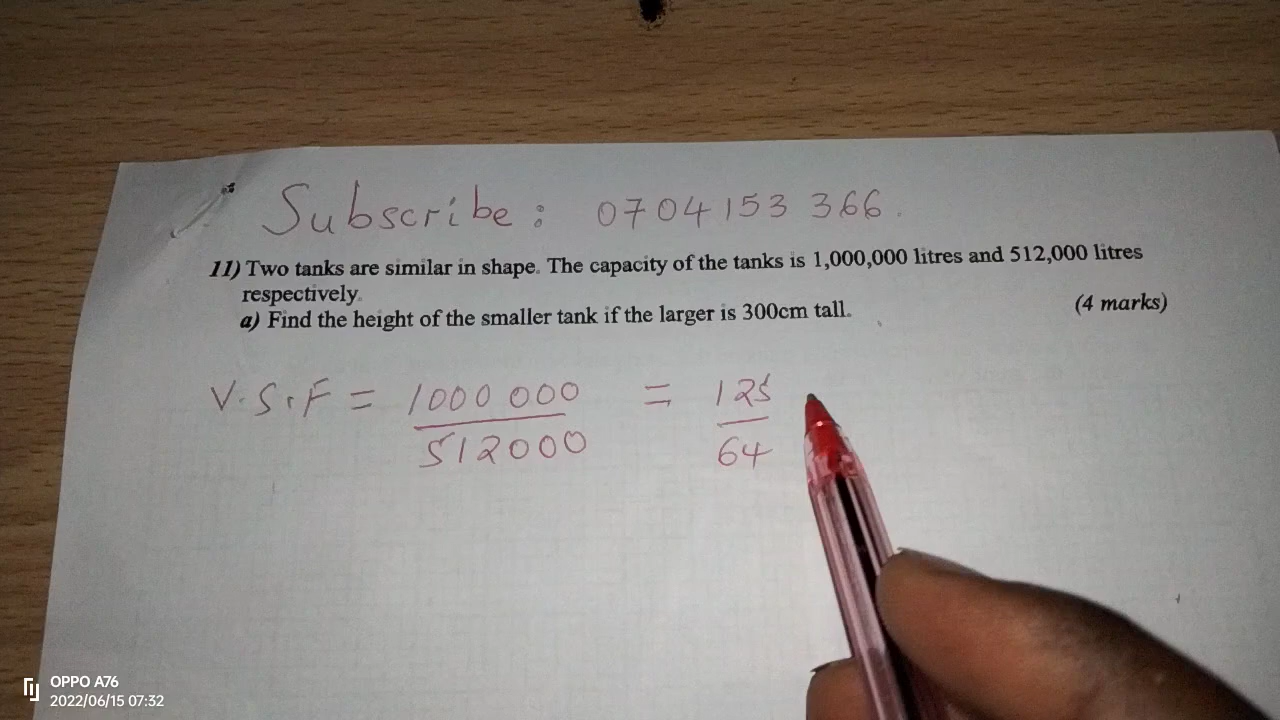 Subscribe: 0704153 366.
11) Two tanks are similar in shape. The capacity of the tanks is 1,000,000 litres and 512,000 litres
respectively.
a) Find the height of the smaller tank if the larger is 300cm tall.
(4 marks)
V.S.F = 1000 000 = 125
512000 64
OPPO A76
2022/06/15 07:32